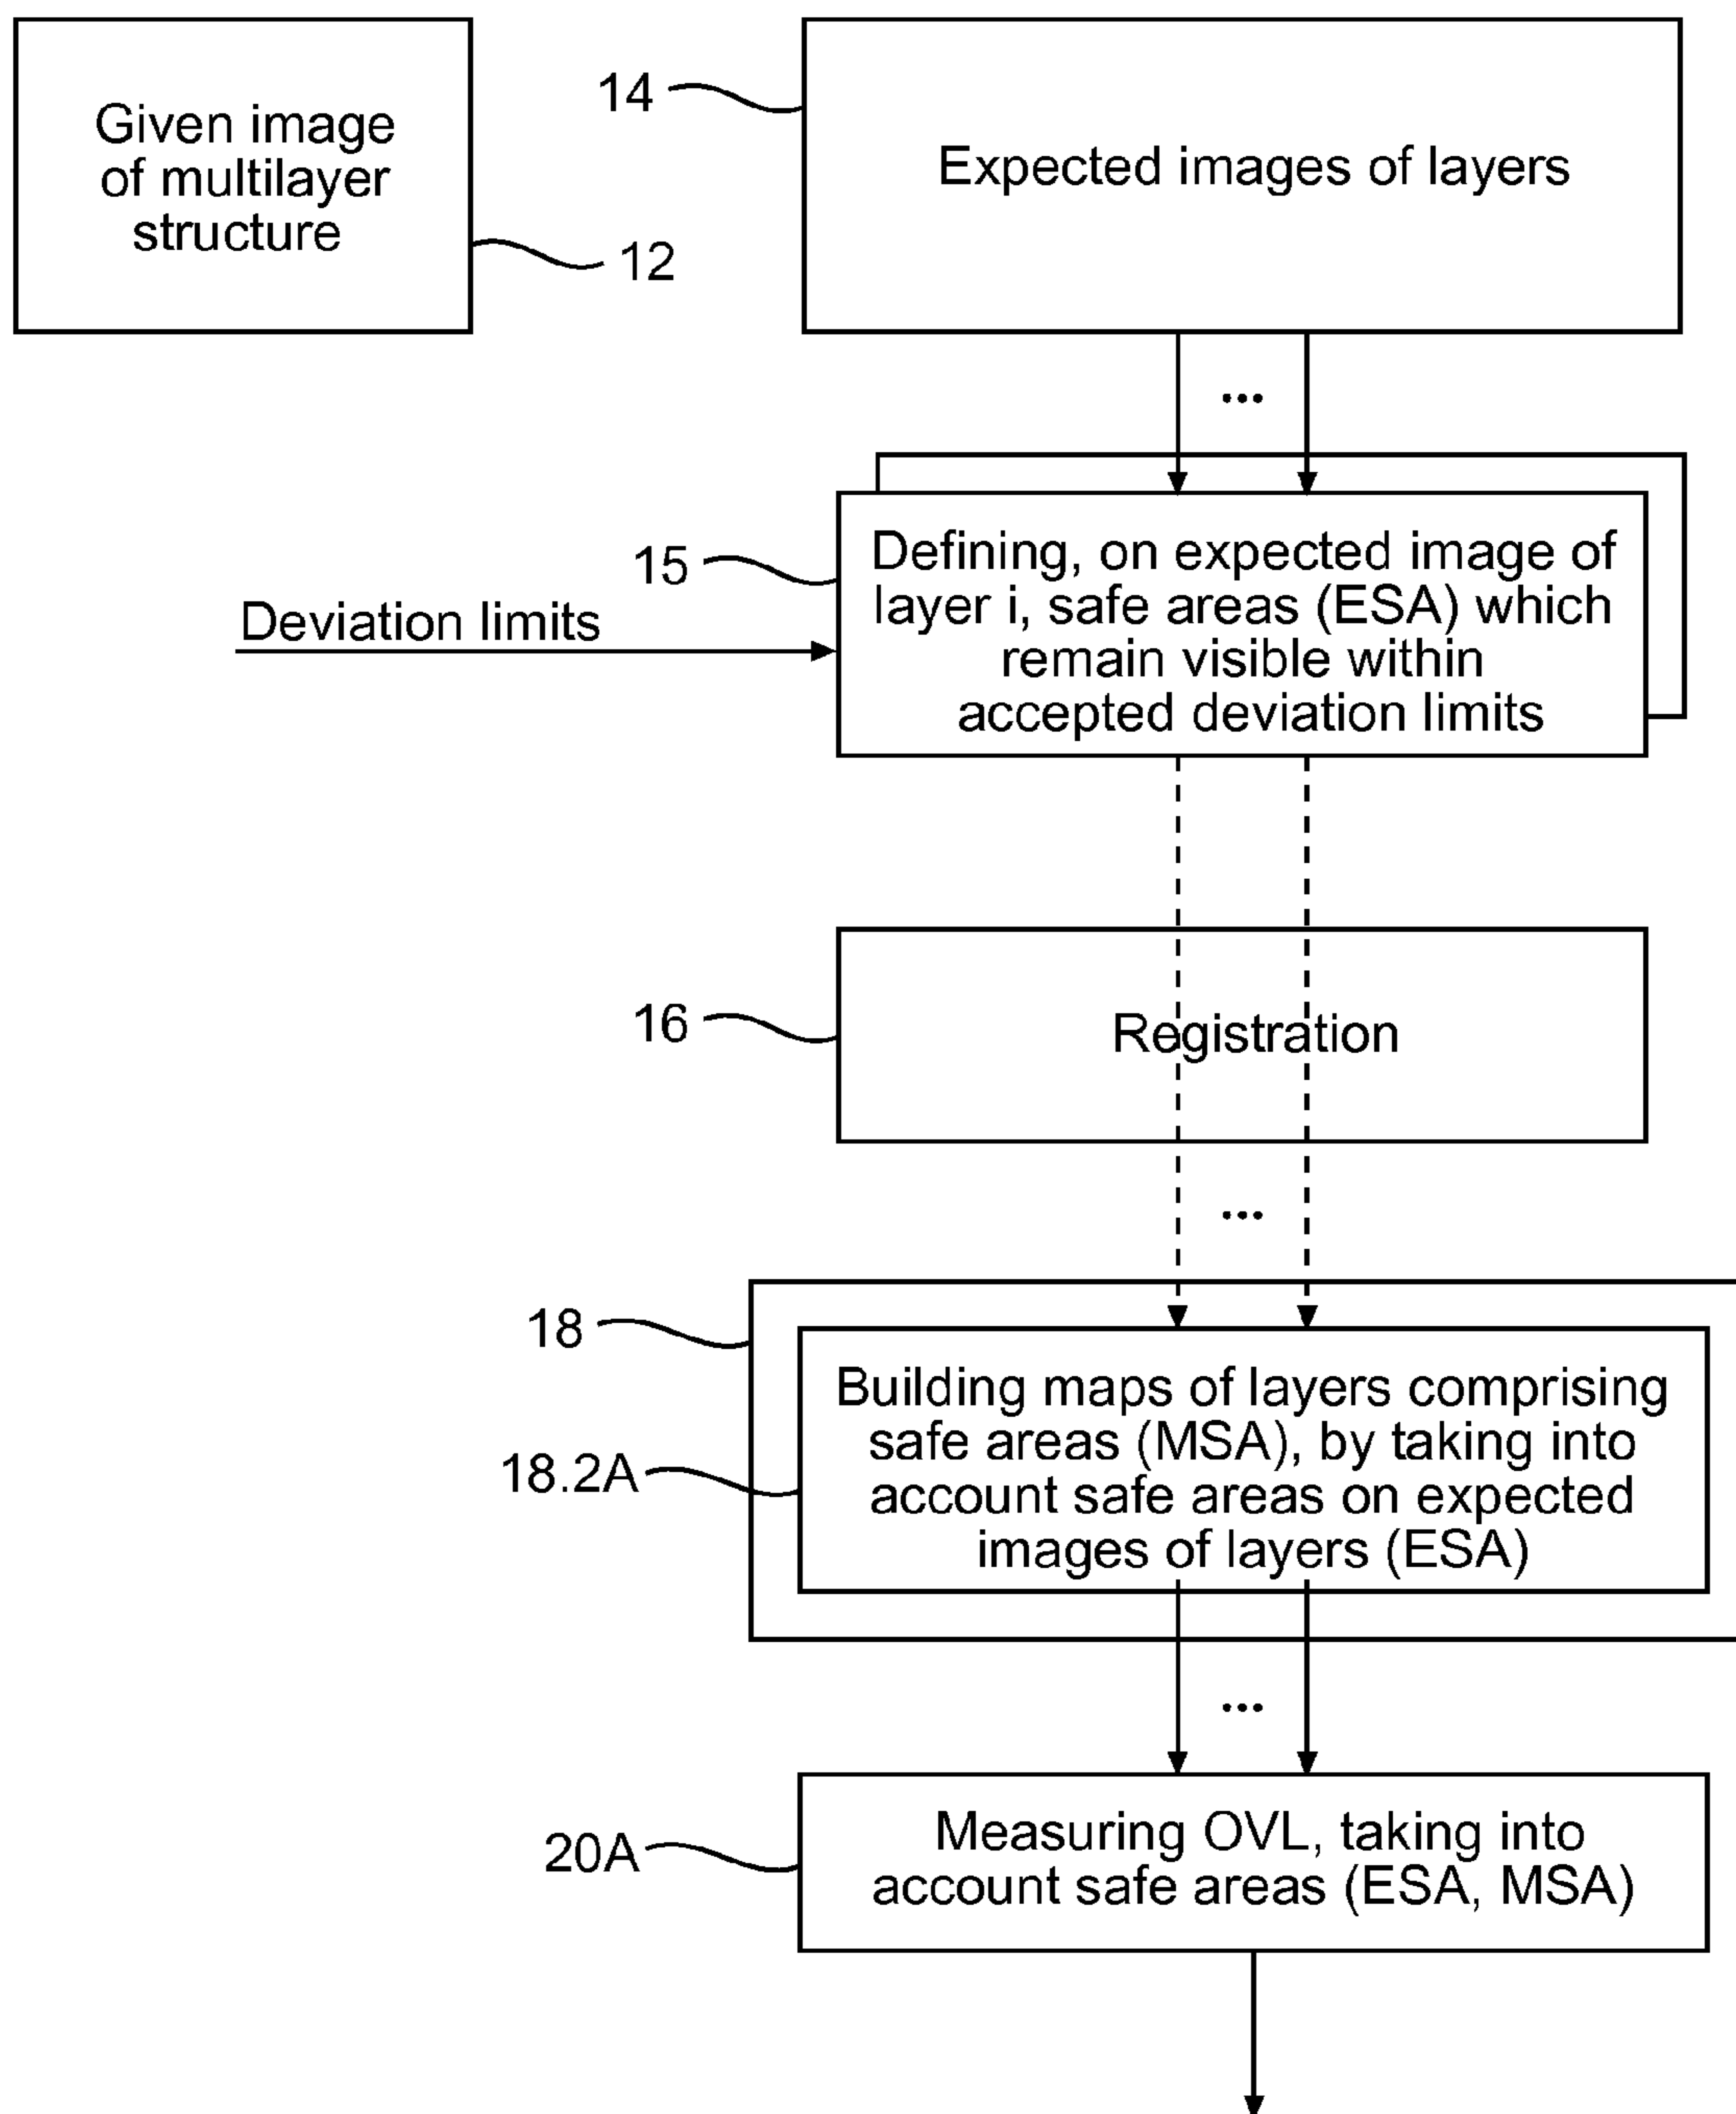 Given image
of multilayer
structure
12
14
Expected images of layers
...
15
Defining, on expected image of
layer i, safe areas (ESA) which
remain visible within
accepted deviation limits
Deviation limits
16
Registration
...
18
18.2A
Building maps of layers comprising
safe areas (MSA), by taking into
account safe areas on expected
images of layers (ESA)
...
20A
Measuring OVL, taking into
account safe areas (ESA, MSA)